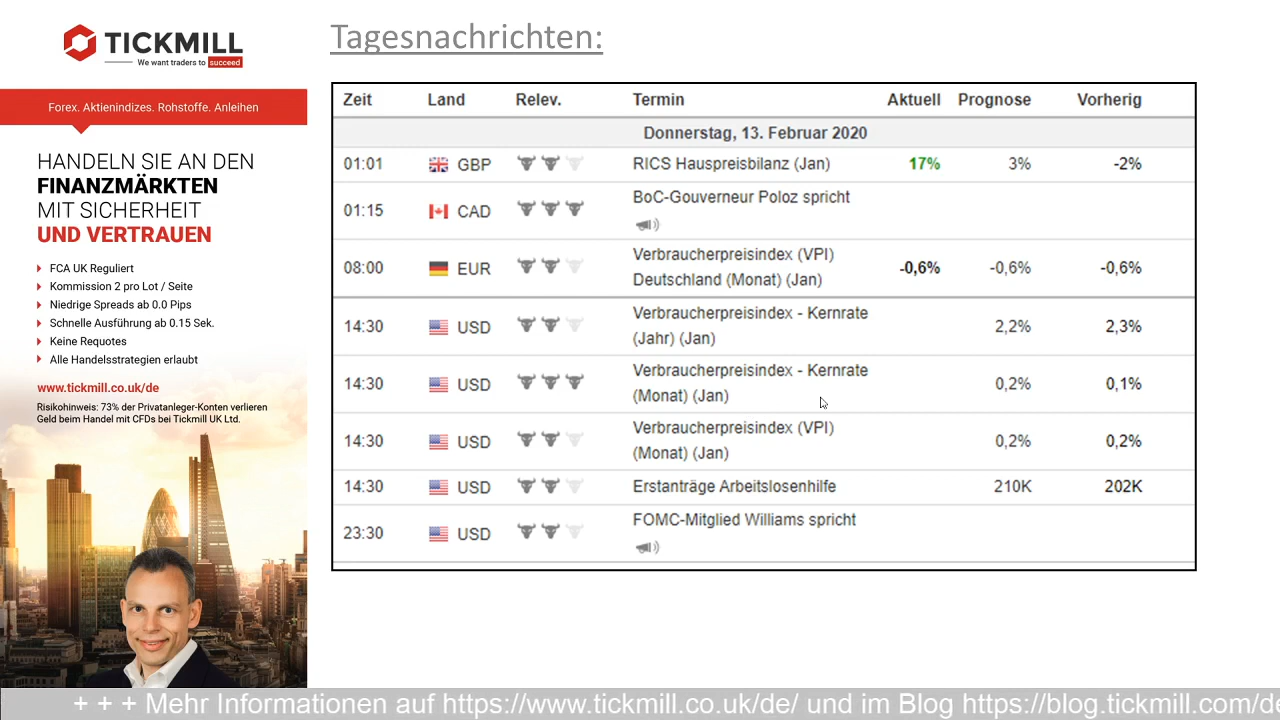 TICKMILL
We want traders to succeed
Forex. Aktienindizes. Rohstoffe. Anleihen
HANDELN SIE AN DEN
FINANZMÄRKTEN
MIT SICHERHEIT
UND VERTRAUEN
FCA UK Reguliert
Kommission 2 pro Lot / Seite
Niedrige Spreads ab 0.0 Pips
Schnelle Ausführung ab 0.15 Sek.
Keine Requotes
Alle Handelsstrategien erlaubt
www.tickmill.co.uk/de
Risikohinweis: 73% der Privatanleger-Konten verlieren
Geld beim Handel mit CFDs bei Tickmill UK Ltd.
Tagesnachrichten:
Zeit Land Relev. Termin Aktuell Prognose Vorherig
Donnerstag, 13. Februar 2020
01:01 GBP RICS Hauspreisbilanz (Jan) 17% 3% -2%
01:15 CAD BoC-Gouverneur Poloz spricht
08:00 EUR Verbraucherpreisindex (VPI)
Deutschland (Monat) (Jan) -0,6% -0,6% -0,6%
14:30 USD Verbraucherpreisindex - Kernrate
(Jahr) (Jan) 2,2% 2,3%
14:30 USD Verbraucherpreisindex - Kernrate
(Monat) (Jan) 0,2% 0,1%
14:30 USD Verbraucherpreisindex (VPI)
(Monat) (Jan) 0,2% 0,2%
14:30 USD Erstanträge Arbeitslosenhilfe 210K 202K
23:30 USD FOMC-Mitglied Williams spricht
+ + + Mehr Informationen auf https://www.tickmill.co.uk/de/ und im Blog https://blog.tickmill.com/de